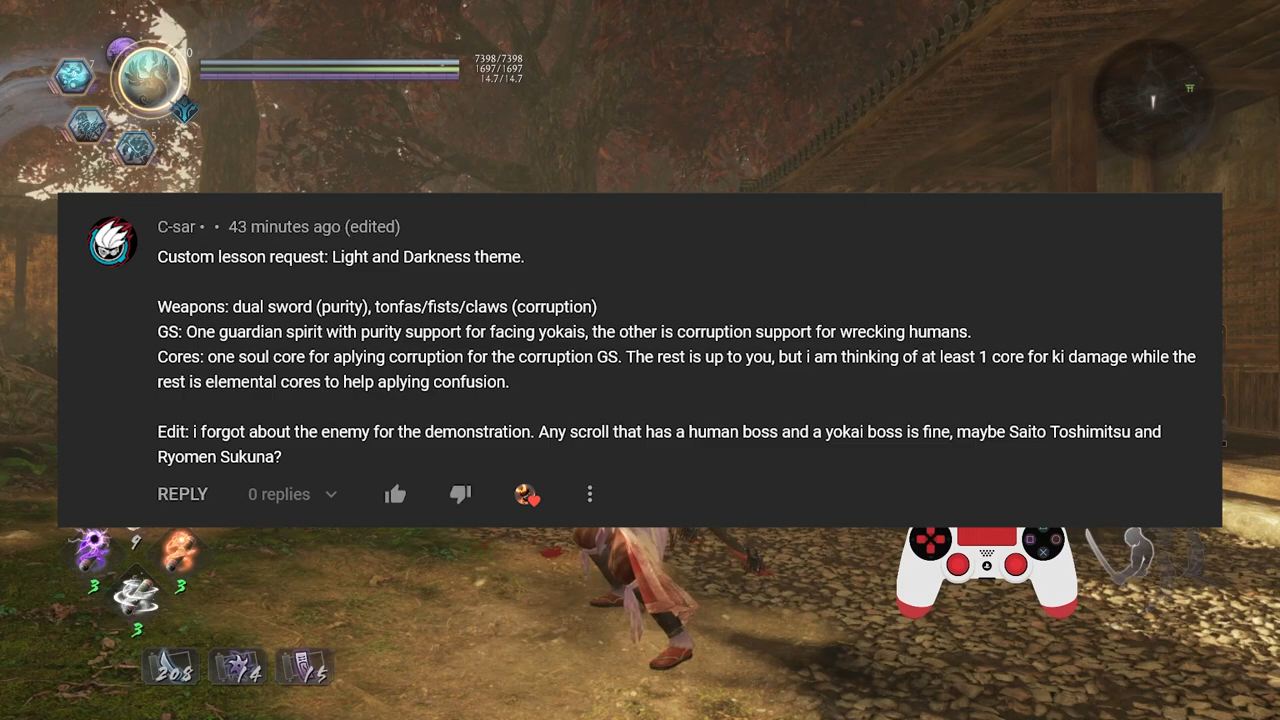 7398/7398
7
1697/1697
14.7/14.7
C-sar • • 43 minutes ago (edited)
Custom lesson request: Light and Darkness theme.
Weapons: dual sword (purity), tonfas/fists/claws (corruption)
GS: One guardian spirit with purity support for facing yokais, the other is corruption support for wrecking humans.
Cores: one soul core for aplying corruption for the corruption GS. The rest is up to you, but i am thinking of at least 1 core for ki damage while the
rest is elemental cores to help aplying confusion.
Edit: i forgot about the enemy for the demonstration. Any scroll that has a human boss and a yokai boss is fine, maybe Saito Toshimitsu and
Ryomen Sukuna?
REPLY 0 replies
9
3 3
3
208 14 15